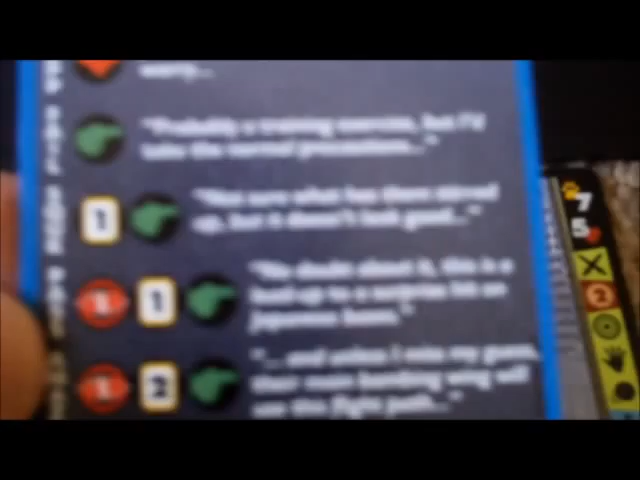 worry...
"Probably a training exercise, but I'd
take the normal precautions..."
1
"Not sure what has them stirred
up, but it doesn't look good..."
1
"No doubt about it, this is a
lead-up to a surprise hit on
Japanese
2
"... and unless I miss my guess,
their main bombing wing will
use this flight path..."
7
5
2